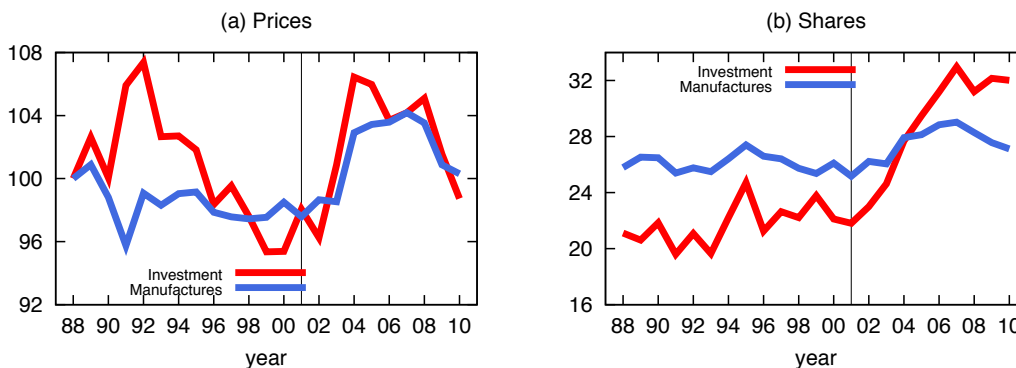 (a) Prices
108
104
100
96
92
Investment
Manufactures
88 90 92 94 96 98 00 02 04 06 08 10
year
(b) Shares
32
28
24
20
16
Investment
Manufactures
88 90 92 94 96 98 00 02 04 06 08 10
year